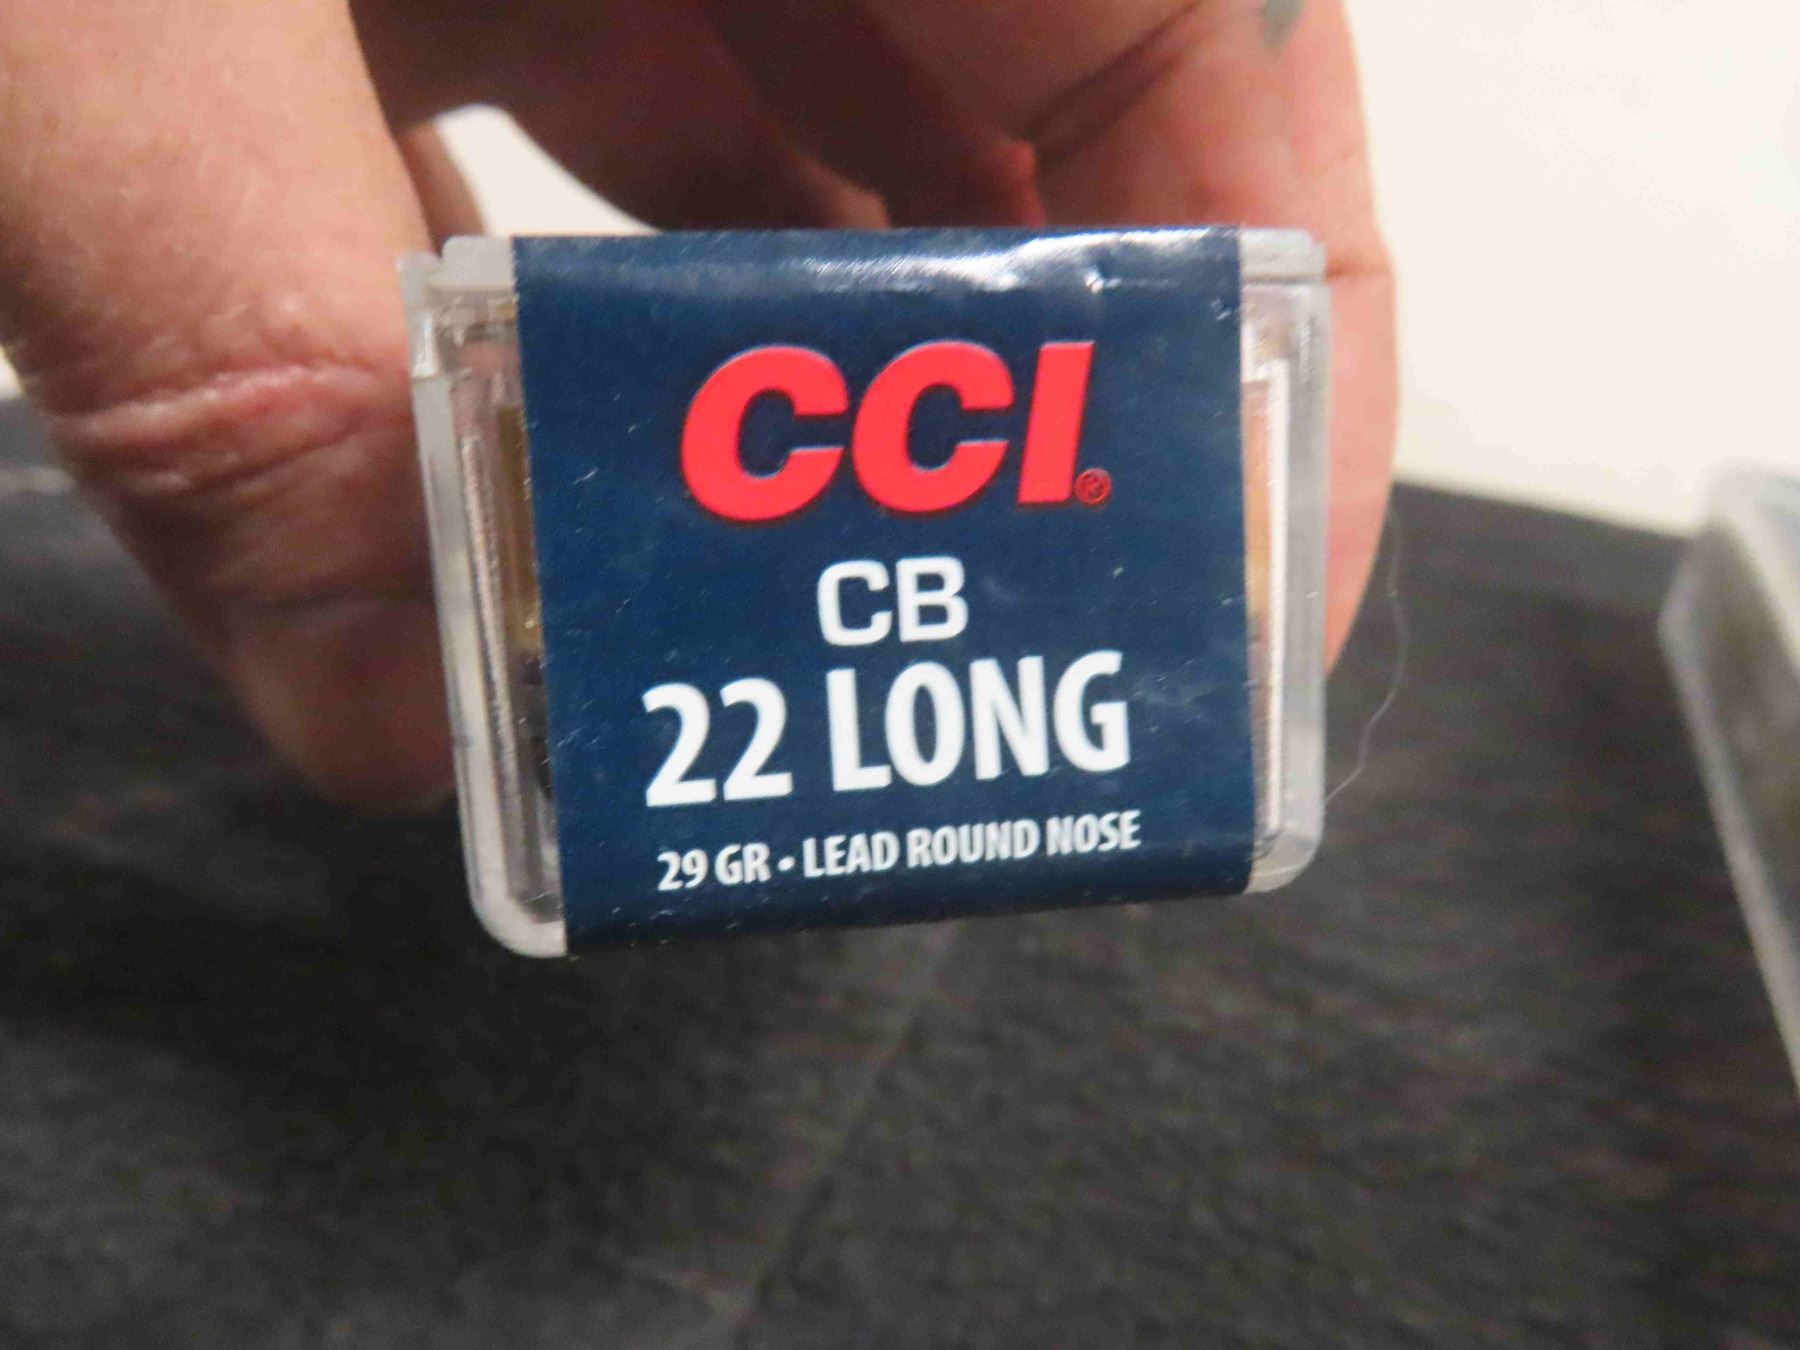 CCI®
CB
22 LONG
29 GR • LEAD ROUND NOSE